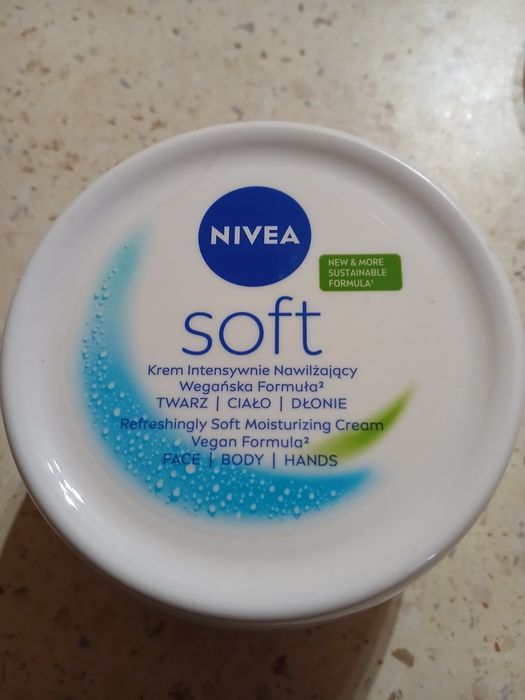 NIVEA
NEW & MORE
SUSTAINABLE
FORMULA¹
soft
Krem Intensywnie Nawilżający
Wegańska Formuła²
TWARZ | CIAŁO | DŁONIE
Refreshingly Soft Moisturizing Cream
Vegan Formula²
FACE | BODY | HANDS